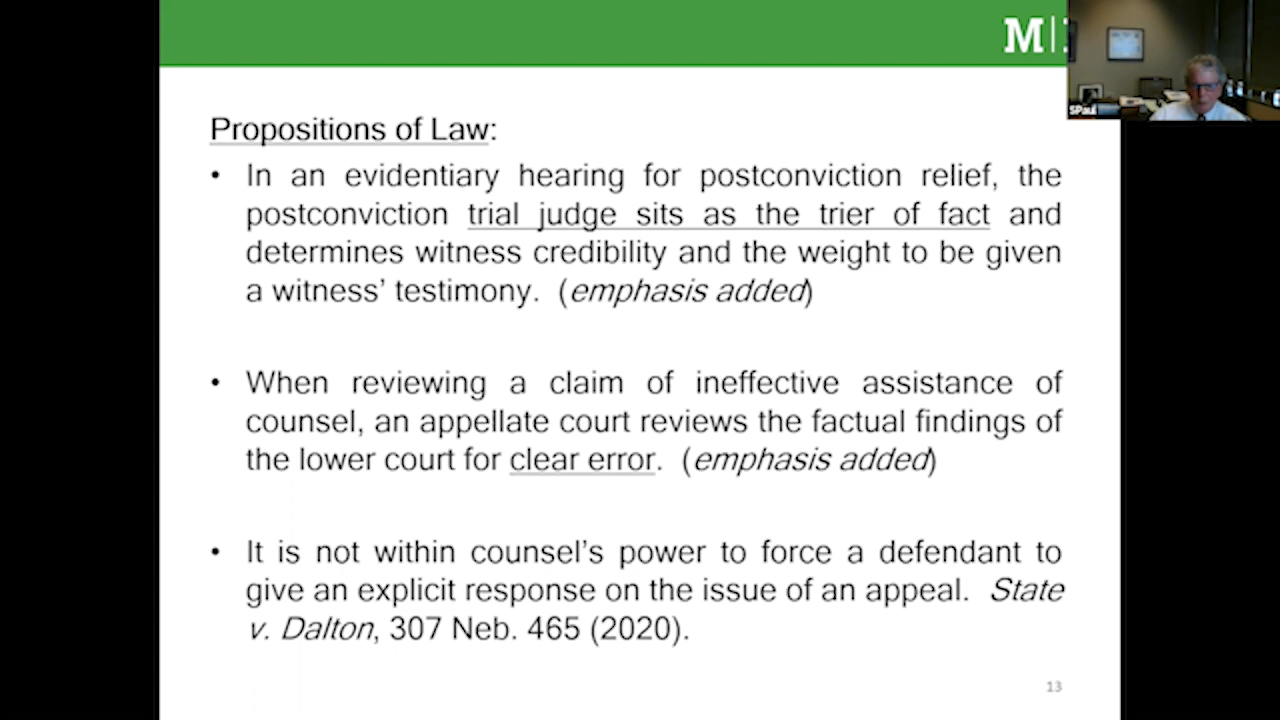 M
SPaul
Propositions of Law:
• In an evidentiary hearing for postconviction relief, the
postconviction trial judge sits as the trier of fact and
determines witness credibility and the weight to be given
a witness’ testimony. (emphasis added)
• When reviewing a claim of ineffective assistance of
counsel, an appellate court reviews the factual findings of
the lower court for clear error. (emphasis added)
• It is not within counsel’s power to force a defendant to
give an explicit response on the issue of an appeal. State
v. Dalton, 307 Neb. 465 (2020).
13